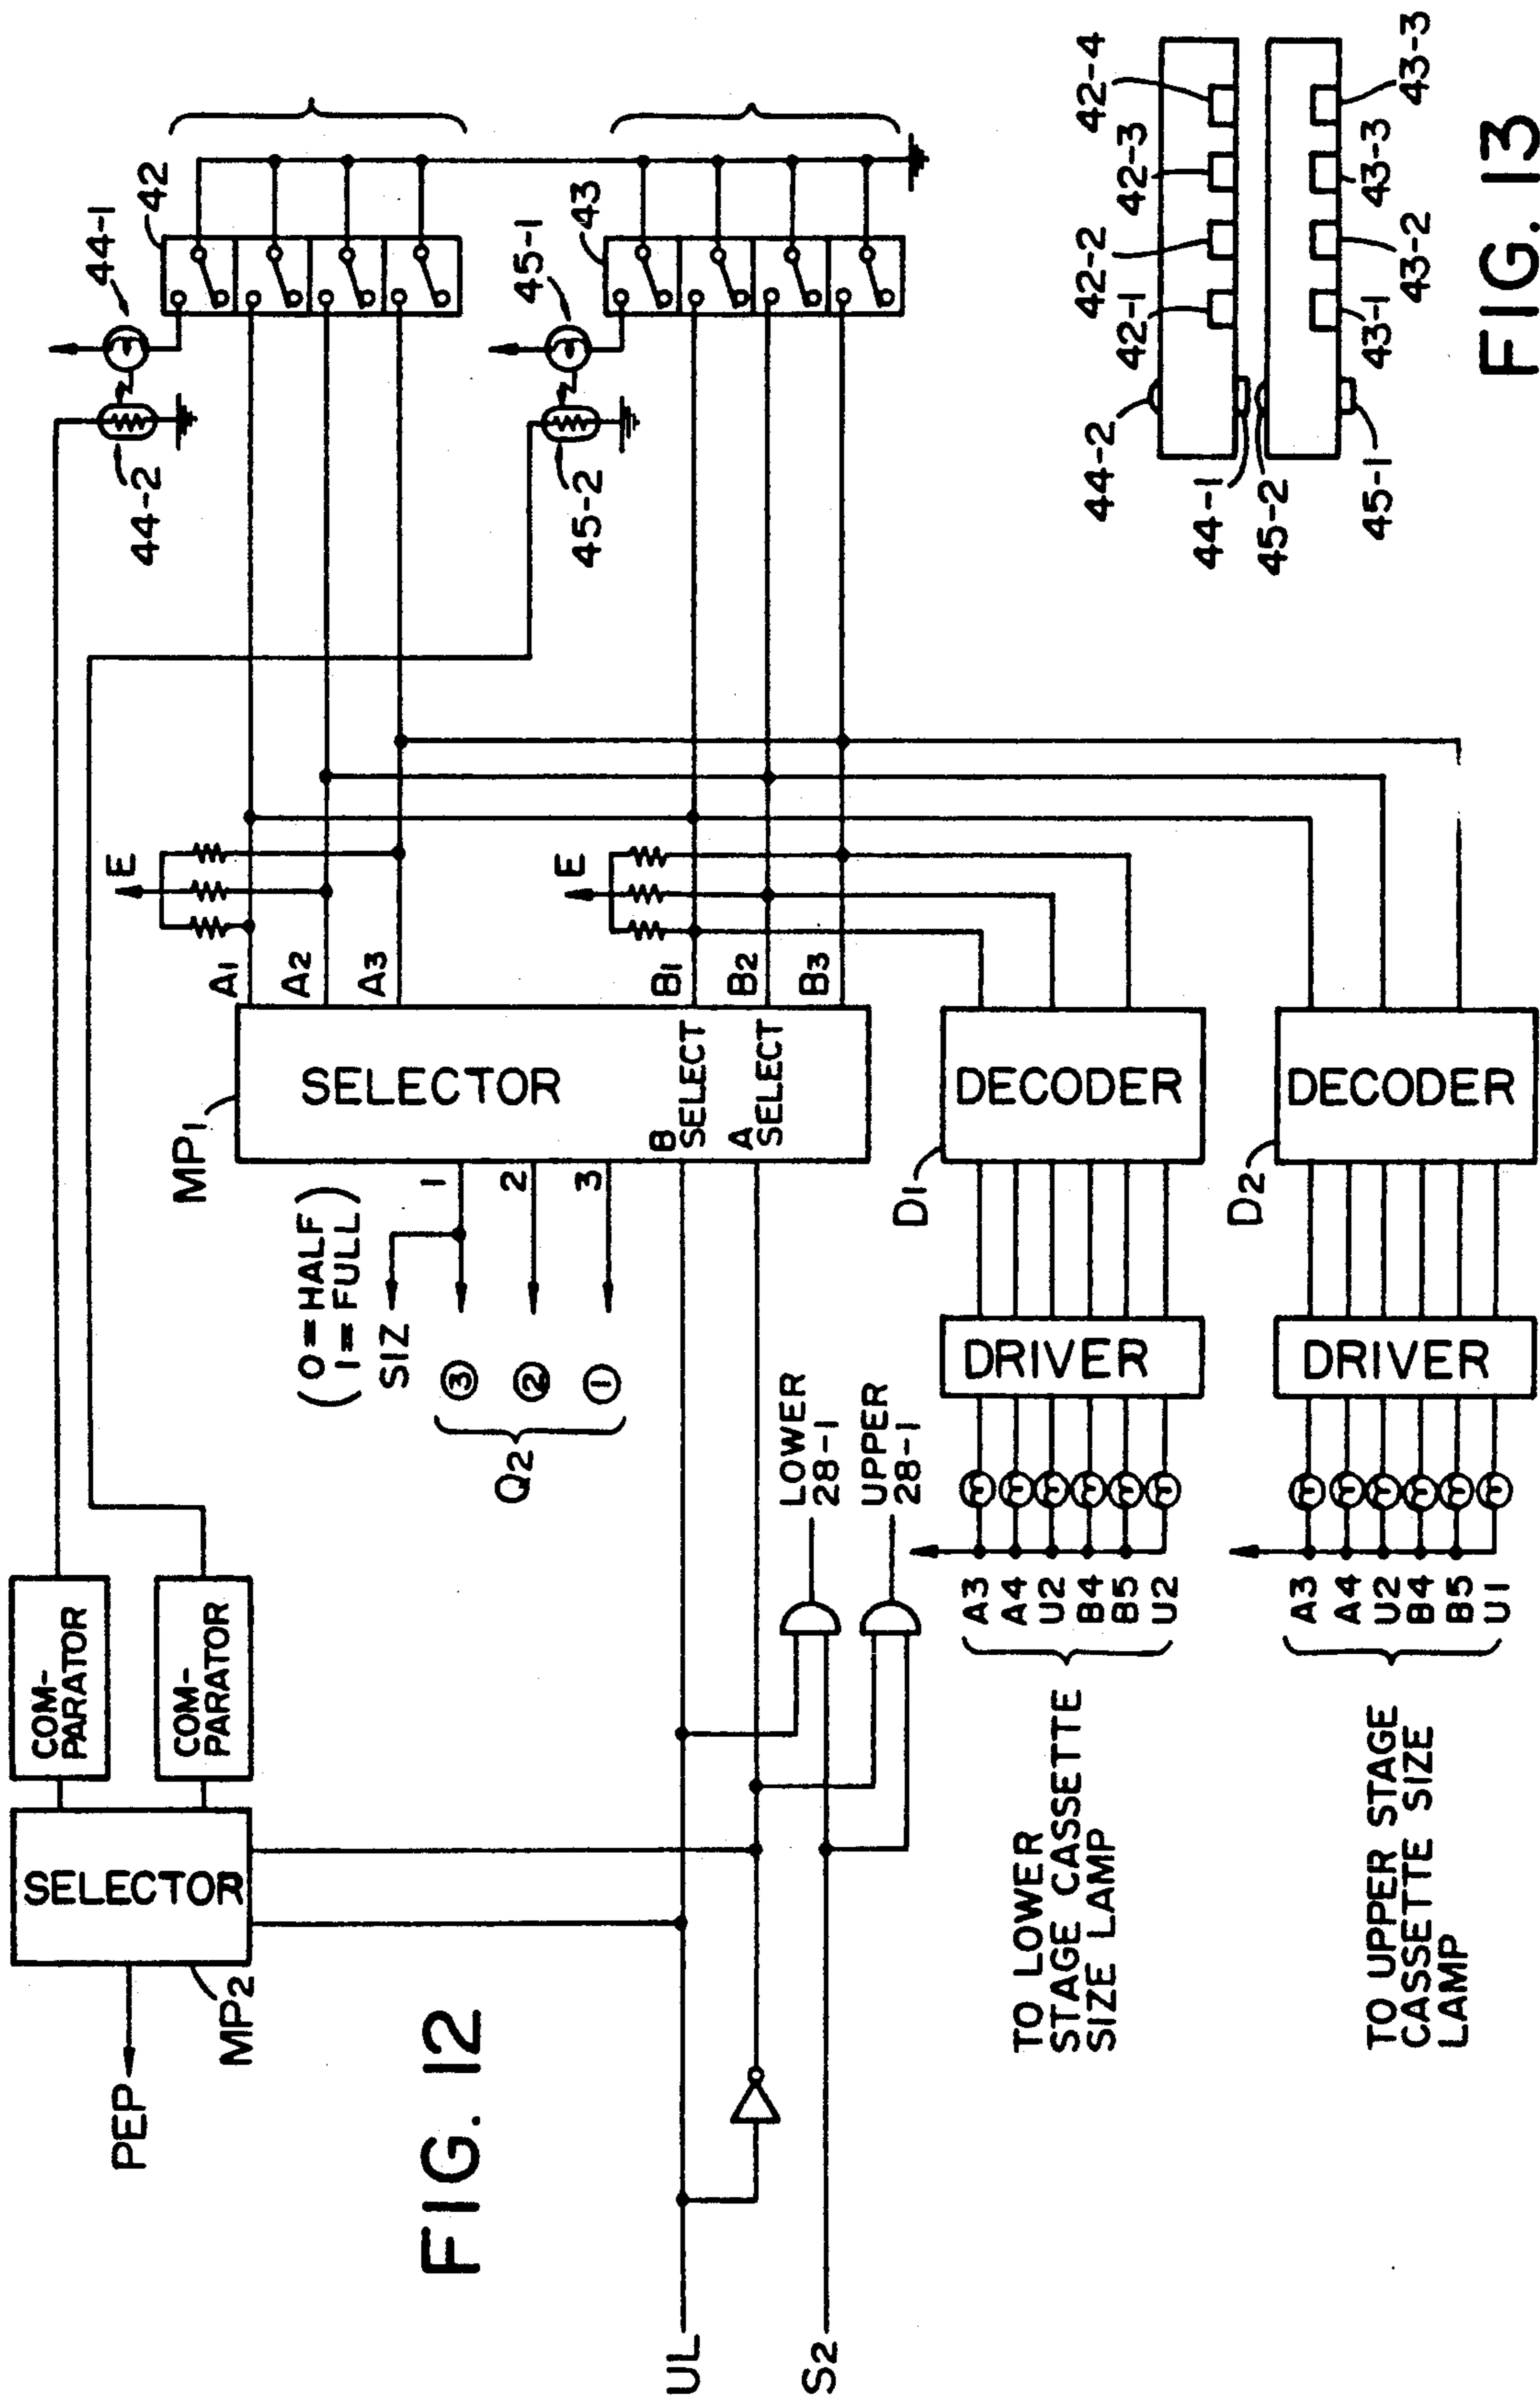 FIG. 12
PEP
MP2
SELECTOR
COM-
PARATOR
COM-
PARATOR
44-2
44-1
42
45-2
45-1
43
MP1
SELECTOR
A1
A2
A3
B1
B2
B3
E
E
B
SELECT
A
SELECT
1
2
3
(0=HALF
1=FULL)
SIZ
③
②
①
Q2
UL
S2
LOWER
28-1
UPPER
28-1
D1
DECODER
DRIVER
A3
A4
U2
B4
B5
U2
TO LOWER
STAGE CASSETTE
SIZE LAMP
D2
DECODER
DRIVER
A3
A4
U2
B4
B5
U1
TO UPPER STAGE
CASSETTE SIZE
LAMP
FIG. 13
44-2
42-1
42-2
42-3
42-4
44-1
45-2
45-1
43-1
43-2
43-3
43-3